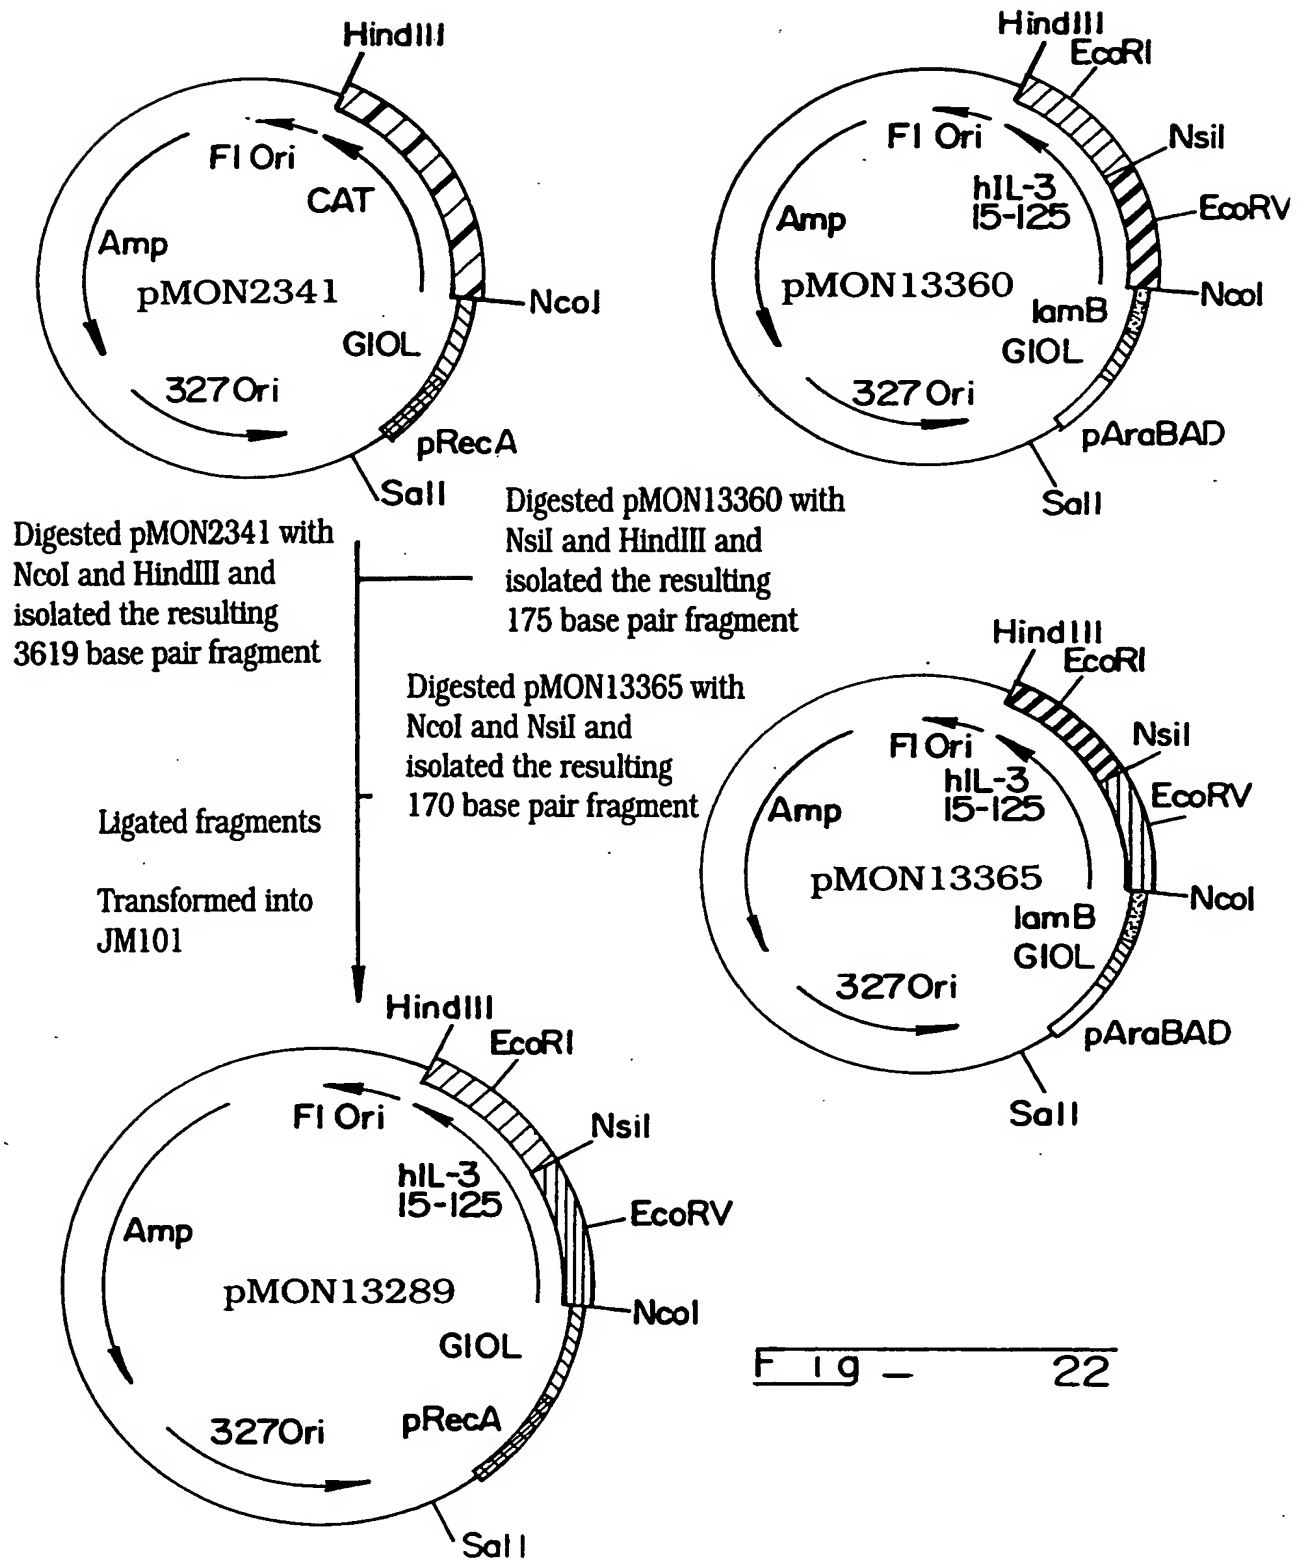 HindIII
FI Ori
CAT
Amp
pMON2341
NcoI
GIOL
327Ori
pRecA
SalI
HindIII
EcoRI
NsiI
FI Ori
hIL-3
15-125
EcoRV
Amp
pMON13360
NcoI
lamB
GIOL
327Ori
pAraBAD
SalI
Digested pMON2341 with
NcoI and HindIII and
isolated the resulting
3619 base pair fragment
Digested pMON13360 with
NsiI and HindIII and
isolated the resulting
175 base pair fragment
Digested pMON13365 with
NcoI and NsiI and
isolated the resulting
170 base pair fragment
HindIII
EcoRI
NsiI
FI Ori
hIL-3
15-125
EcoRV
Amp
pMON13365
NcoI
lamB
GIOL
327Ori
pAraBAD
SalI
Ligated fragments
Transformed into
JM101
HindIII
EcoRI
FI Ori
NsiI
hIL-3
15-125
EcoRV
Amp
pMON13289
NcoI
GIOL
pRecA
327Ori
SalI
Fig – 22